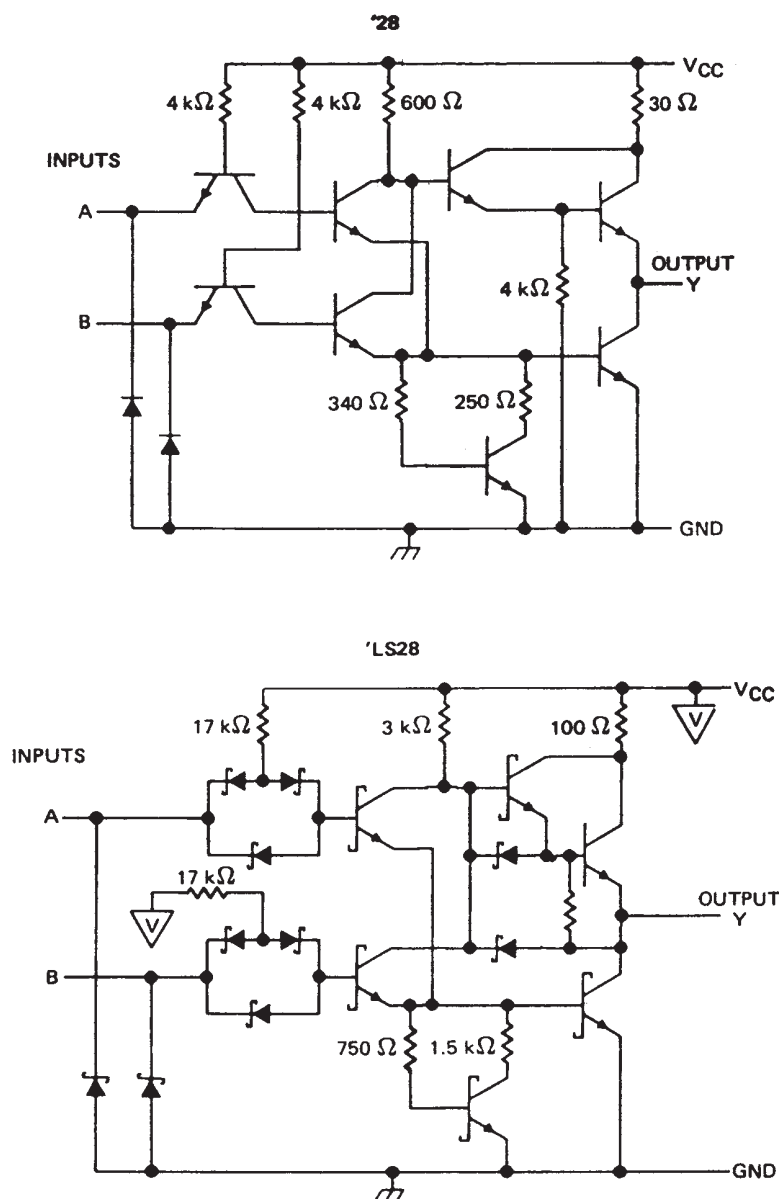 '28
VCC
4 kΩ
4 kΩ
600 Ω
30 Ω
INPUTS
A
OUTPUT
Y
4 kΩ
B
340 Ω
250 Ω
GND
'LS28
VCC
V
17 kΩ
3 kΩ
100 Ω
INPUTS
A
17 kΩ
V
OUTPUT
Y
B
750 Ω
1.5 kΩ
GND